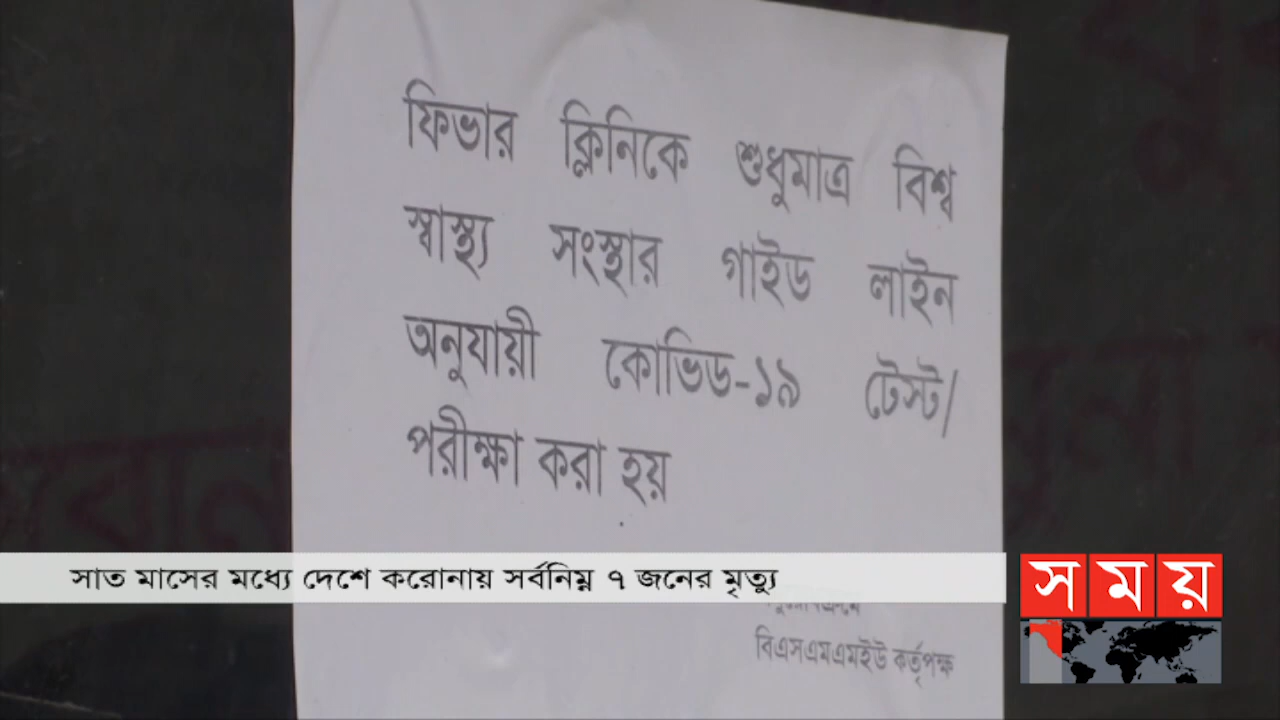 ফিভার ক্লিনিকে শুধুমাত্র বিশ্ব
স্বাস্থ্য সংস্থার গাইড লাইন
অনুযায়ী কোভিড-১৯ টেস্ট/
পরীক্ষা করা হয়
সাত মাসের মধ্যে দেশে করোনায় সর্বনিম্ন ৭ জনের মৃত্যু
সময়
বিএসএমএমইউ কর্তৃপক্ষ